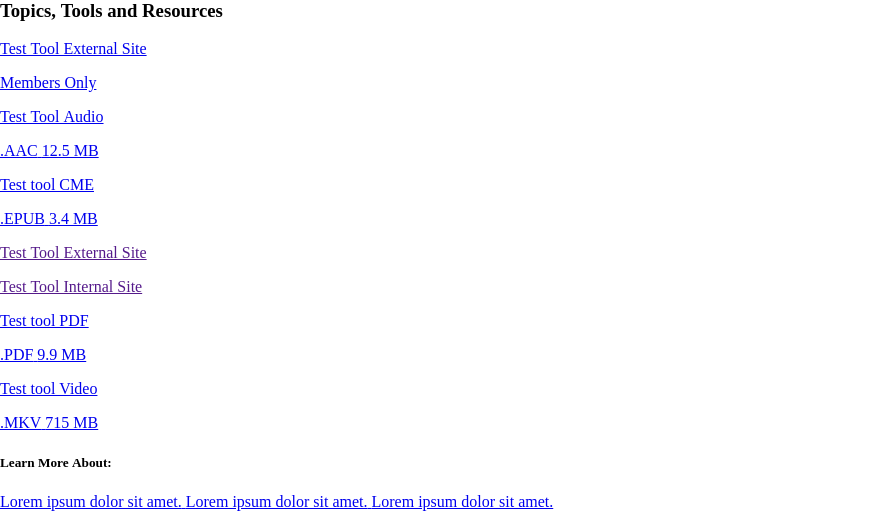 Topics, Tools and Resources
Test Tool External Site
Members Only
Test Tool Audio
.AAC 12.5 MB
Test tool CME
.EPUB 3.4 MB
Test Tool External Site
Test Tool Internal Site
Test tool PDF
.PDF 9.9 MB
Test tool Video
.MKV 715 MB
Learn More About:
Lorem ipsum dolor sit amet. Lorem ipsum dolor sit amet. Lorem ipsum dolor sit amet.